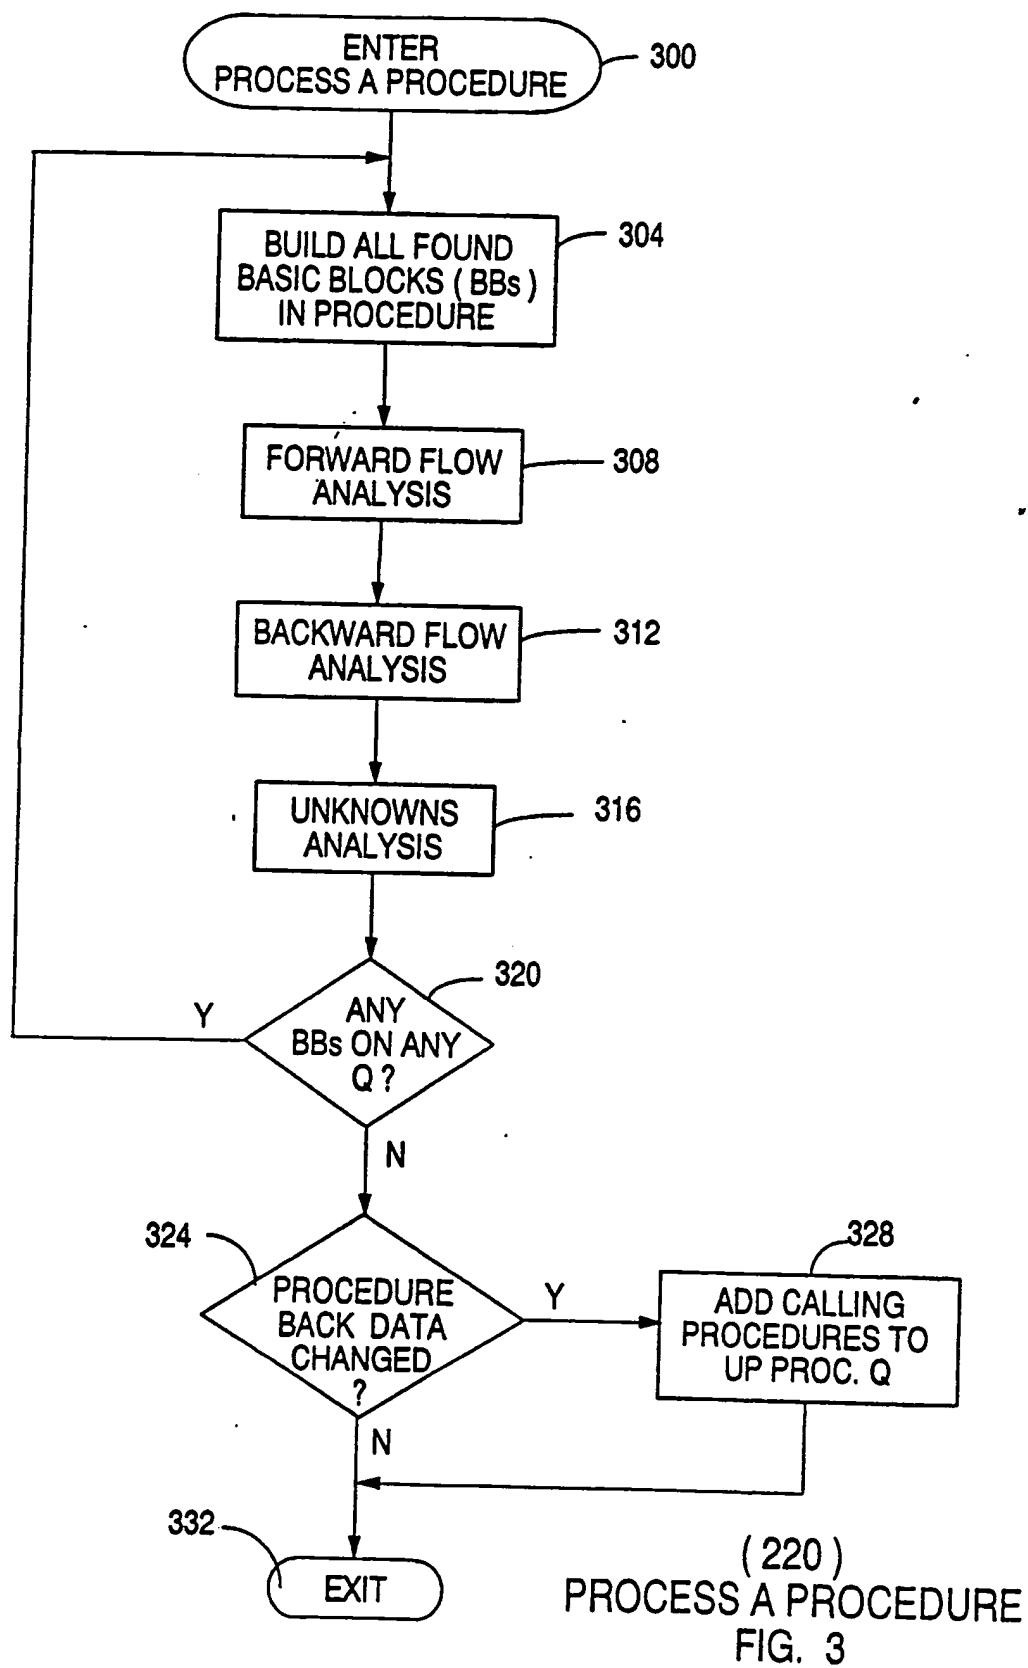 ENTER
PROCESS A PROCEDURE
300
BUILD ALL FOUND
BASIC BLOCKS ( BBs )
IN PROCEDURE
304
FORWARD FLOW
ANALYSIS
308
BACKWARD FLOW
ANALYSIS
312
UNKNOWNS
ANALYSIS
316
320
Y
ANY
BBs ON ANY
Q ?
N
324
PROCEDURE
BACK DATA
CHANGED
?
Y
328
ADD CALLING
PROCEDURES TO
UP PROC. Q
N
332
EXIT
( 220 )
PROCESS A PROCEDURE
FIG. 3